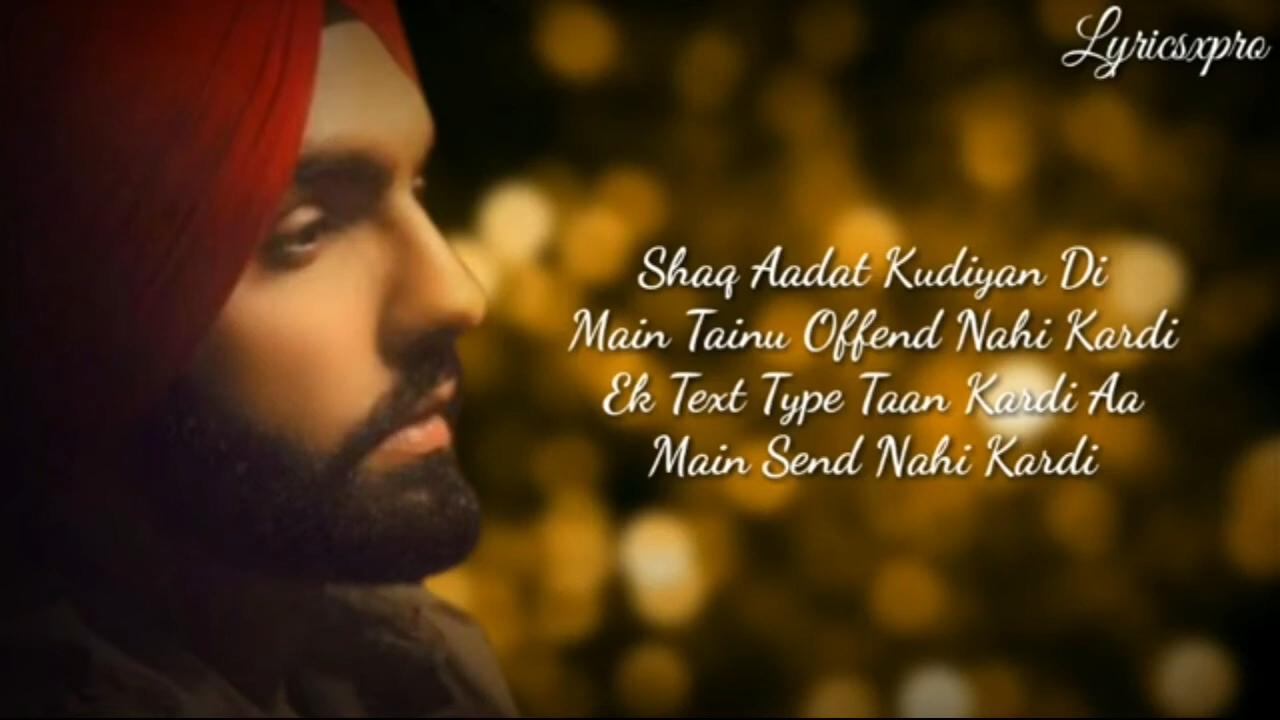 Lyricsxpro
Shaq Aadat Kudiyan Di
Main Tainu Offend Nahi Kardi
Ek Text Type Taan Kardi Aa
Main Send Nahi Kardi